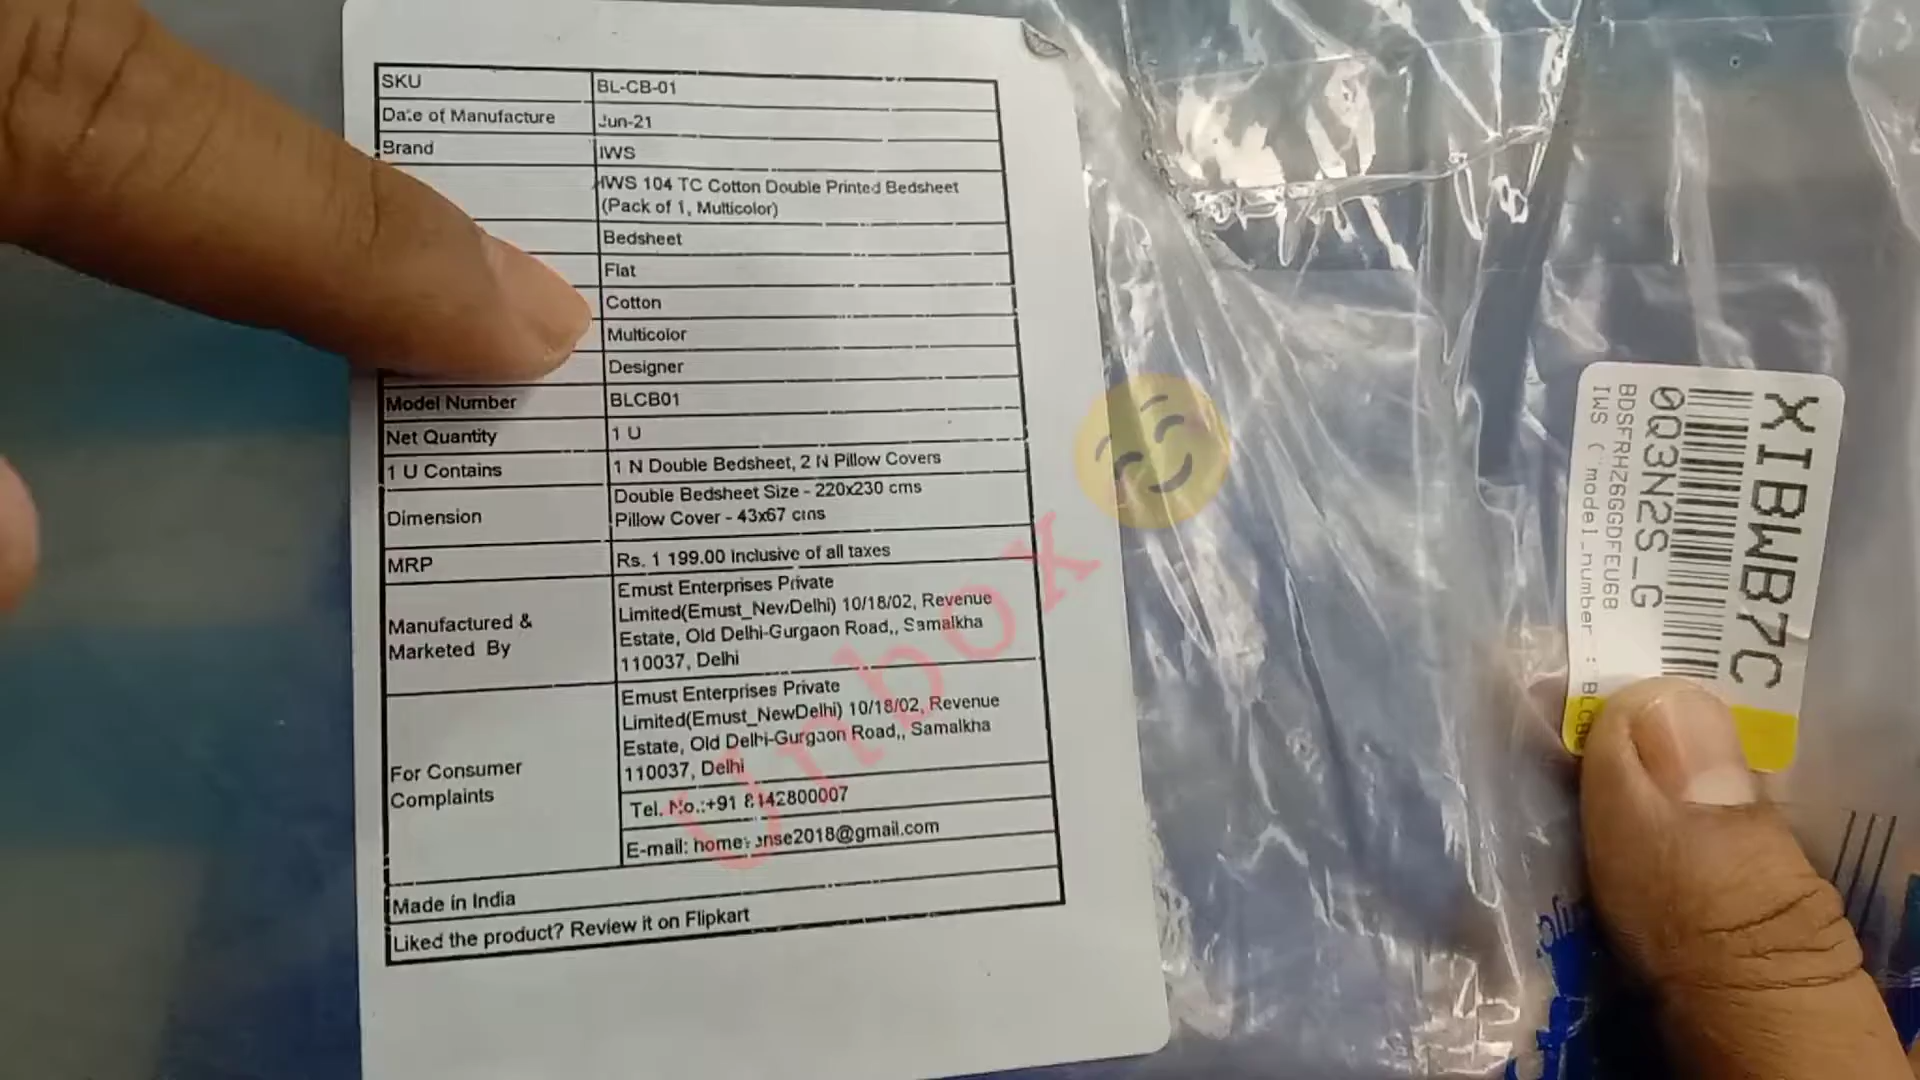 SKU BL-CB-01
Date of Manufacture Jun-21
Brand IWS
IWS 104 TC Cotton Double Printed Bedsheet
(Pack of 1, Multicolor)
Bedsheet
Flat
Cotton
Multicolor
Designer
Model Number BLCB01
Net Quantity 1 U
1 U Contains 1 N Double Bedsheet, 2 N Pillow Covers
Dimension Double Bedsheet Size - 220x230 cms
Pillow Cover - 43x67 cms
MRP Rs. 1 199.00 Inclusive of all taxes
Manufactured & Marketed By
Emust Enterprises Private
Limited(Emust_NewDelhi) 10/18/02, Revenue
Estate, Old Delhi-Gurgaon Road,, Samalkha
110037, Delhi
For Consumer Complaints
Emust Enterprises Private
Limited(Emust_NewDelhi) 10/18/02, Revenue
Estate, Old Delhi-Gurgaon Road,, Samalkha
110037, Delhi
Tel. No.:+91 8142800007
E-mail: homesense2018@gmail.com
Made in India
Liked the product? Review it on Flipkart
Unbox
XIBWB7C
0Q3N2S_G
BDSFRHZ6GGDFEU6B
IWS ( model_number :